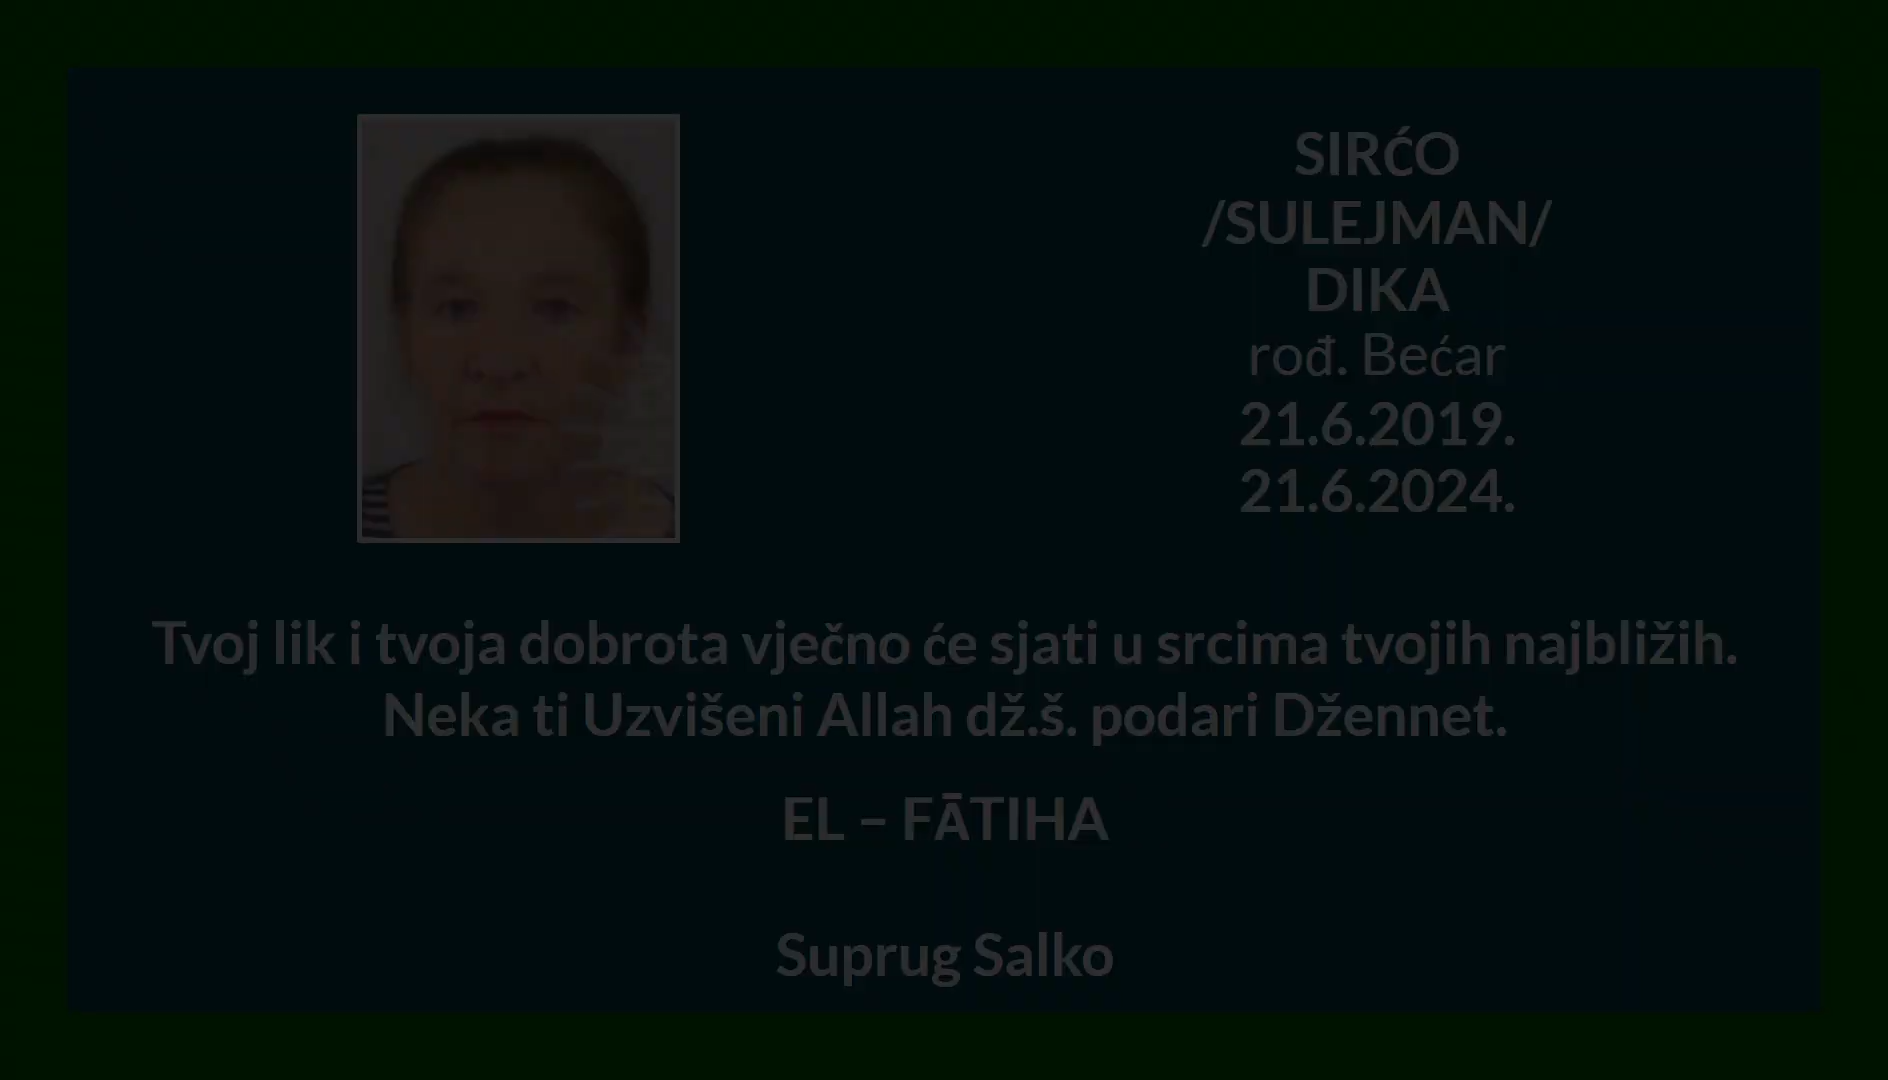 SIRĆO
/SULEJMAN/
DIKA
rođ. Bećar
21.6.2019.
21.6.2024.
Tvoj lik i tvoja dobrota vječno će sjati u srcima tvojih najbližih.
Neka ti Uzvišeni Allah dž.š. podari Džennet.
EL – FĀTIHA
Suprug Salko